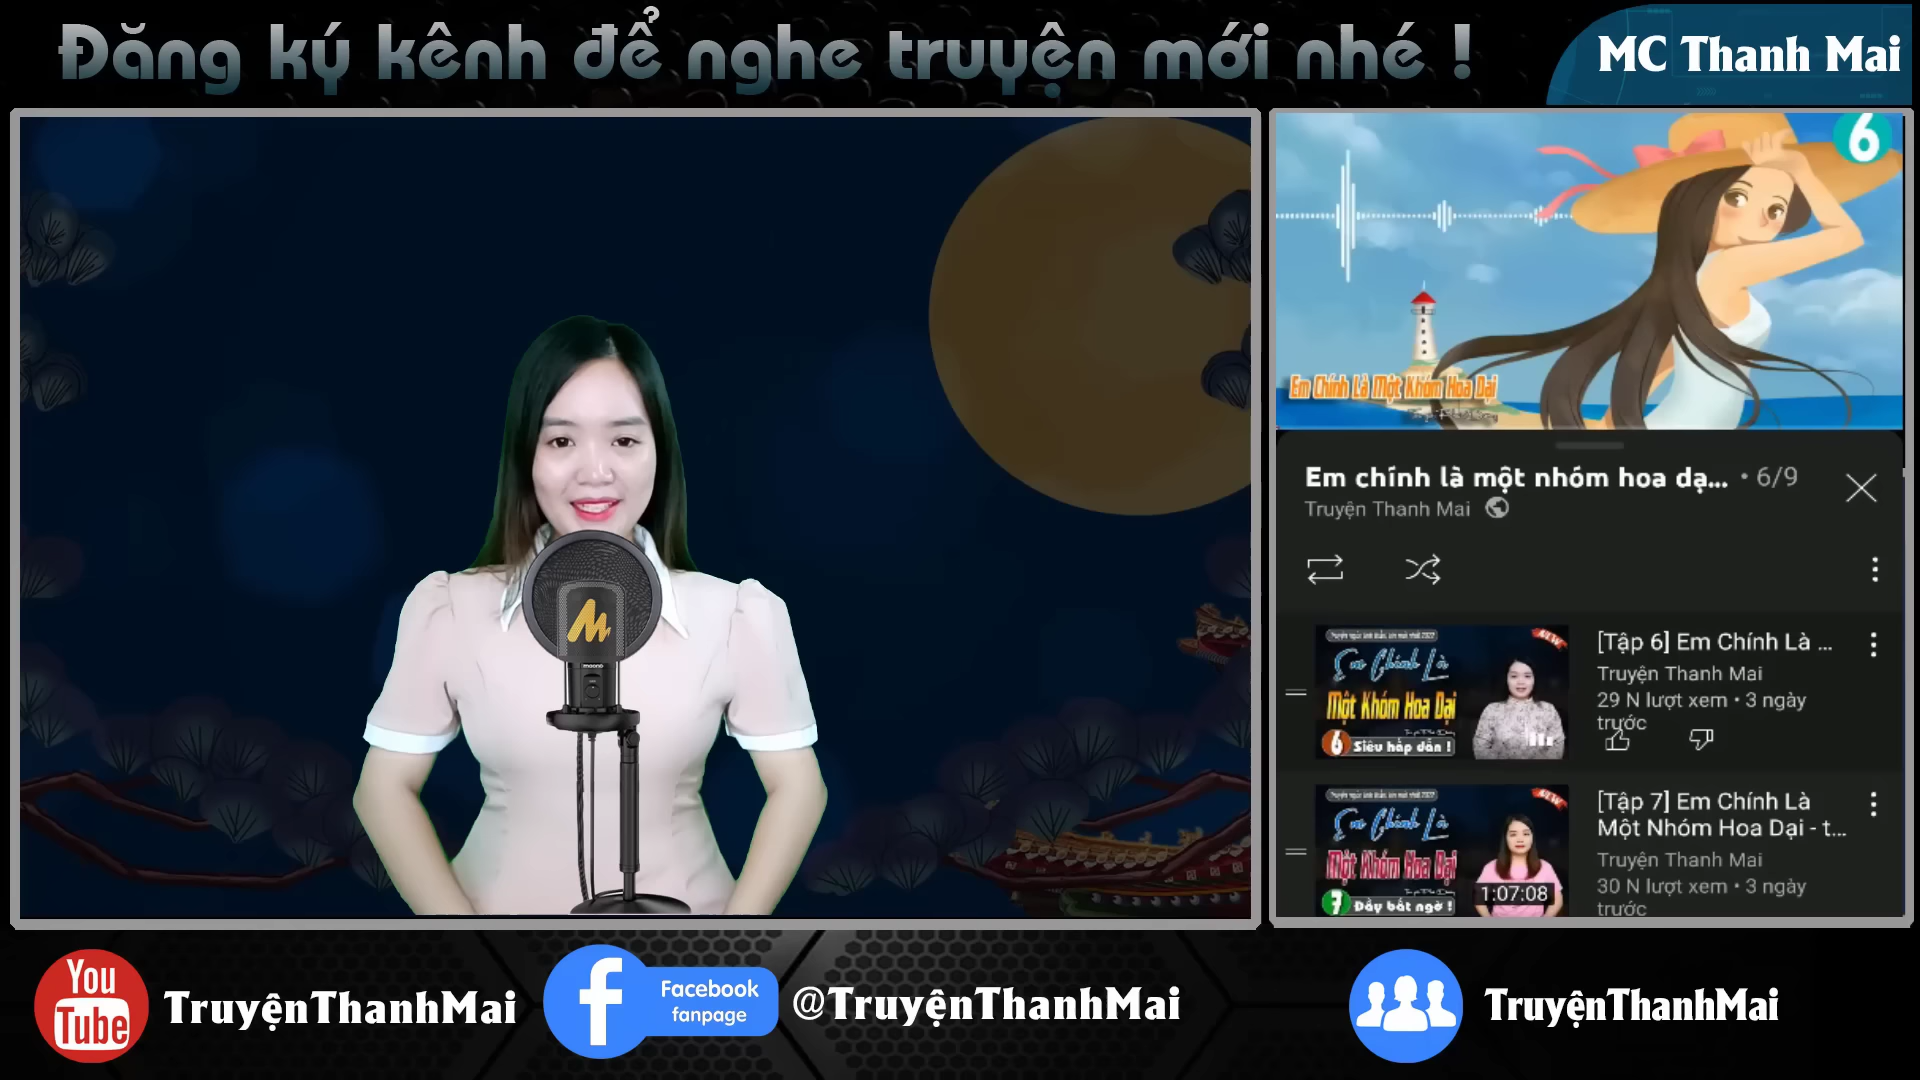 Đăng ký kênh để nghe truyện mới nhé !
MC Thanh Mai
6
Em Chính Là Một Khóm Hoa Dại
Em chính là một nhóm hoa dạ... • 6/9
Truyện Thanh Mai
[Tập 6] Em Chính Là ...
Truyện Thanh Mai
29 N lượt xem • 3 ngày
trước
Em Chính Là
Một Khóm Hoa Dại
6 Siêu hấp dẫn !
NEW
[Tập 7] Em Chính Là
Một Nhóm Hoa Dại - t...
Truyện Thanh Mai
30 N lượt xem • 3 ngày
trước
NEW
Em Chính Là
Một Khóm Hoa Dại
7 Đầy bất ngờ !
1:07:08
M
maono
You
Tube
TruyệnThanhMai
f
Facebook
fanpage
@TruyệnThanhMai
TruyệnThanhMai